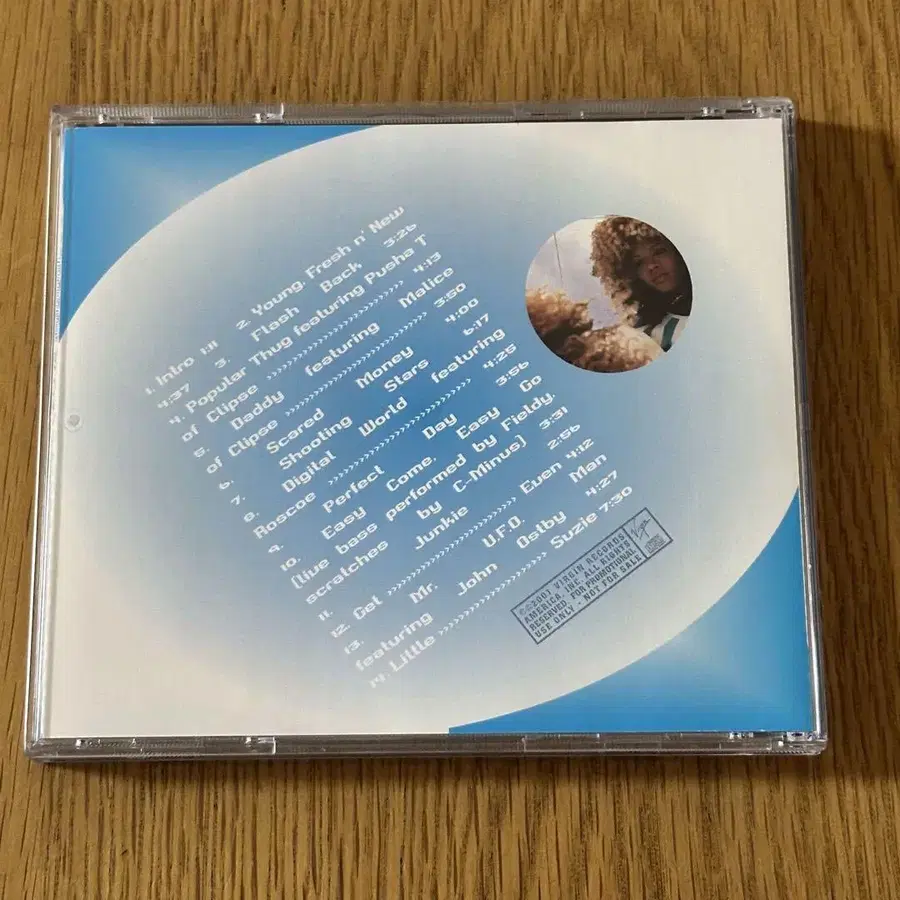 1. Intro 1:11 2. Young, Fresh n' New
4:37 3. Flash Back 3:26
4. Popular Thug featuring Pusha T
of Clipse >>>>>>>>>>>>>>>>>>>> 4:13
5. Daddy featuring Malice
of Clipse >>>>>>>>>>>>>>>>>>>> 3:50
6. Scared Money 4:00
7. Shooting Stars 6:17
8. Digital World featuring
Roscoe >>>>>>>>>>>>>>>>>>>> 4:25
9. Perfect Day 3:56
10. Easy Come, Easy Go
(live bass performed by Fieldy,
scratches by C-Minus) 3:31
11. Junkie 2:56
12. Get >>>>>>>>>>>>>>>>>>>> Even 4:12
13. Mr. U.F.O. Man
featuring John Ostby 4:27
14. Little >>>>>>>>>>>>>>>> Suzie 7:30
℗©2001 VIRGIN RECORDS
AMERICA, INC. ALL RIGHTS
RESERVED. FOR PROMOTIONAL
USE ONLY - NOT FOR SALE
Virgin